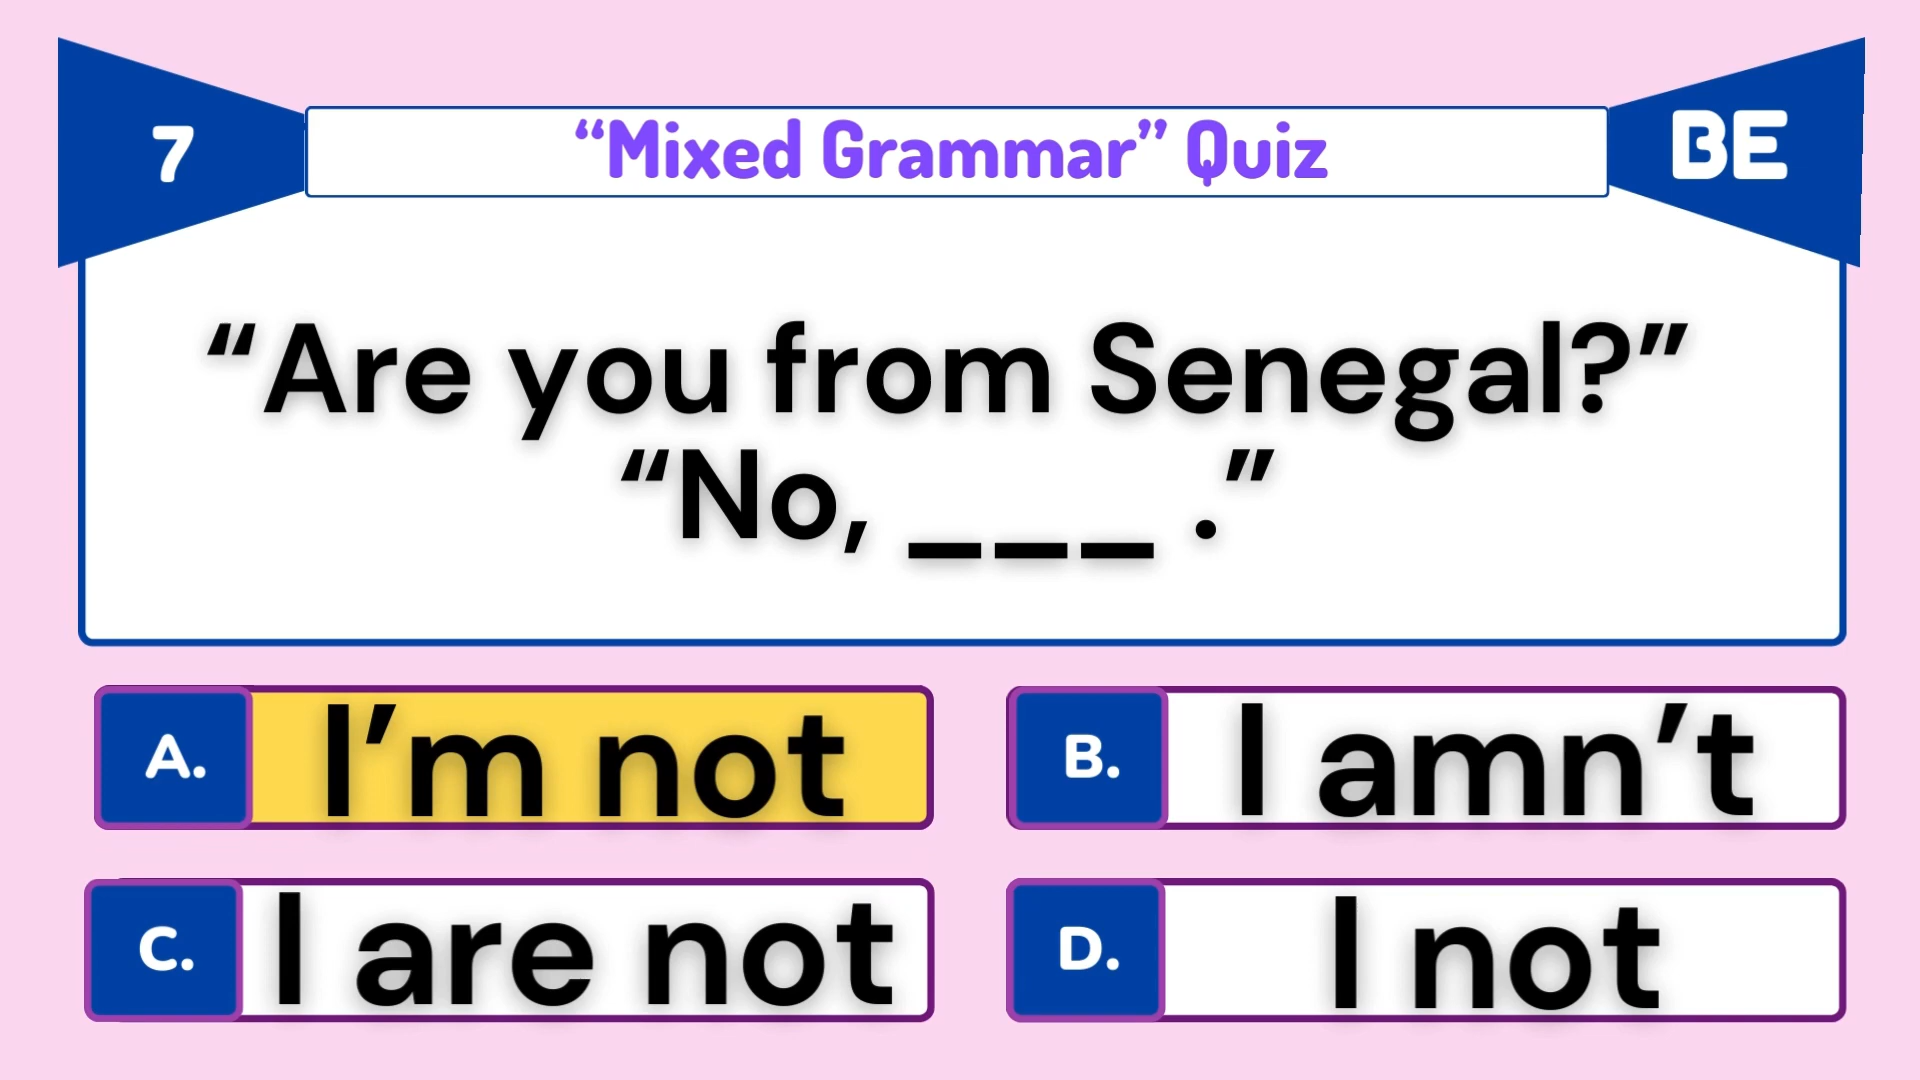 7
“Mixed Grammar” Quiz
BE
“Are you from Senegal?”
“No, ___ .”
A. I’m not
B. I amn’t
C. I are not
D. I not